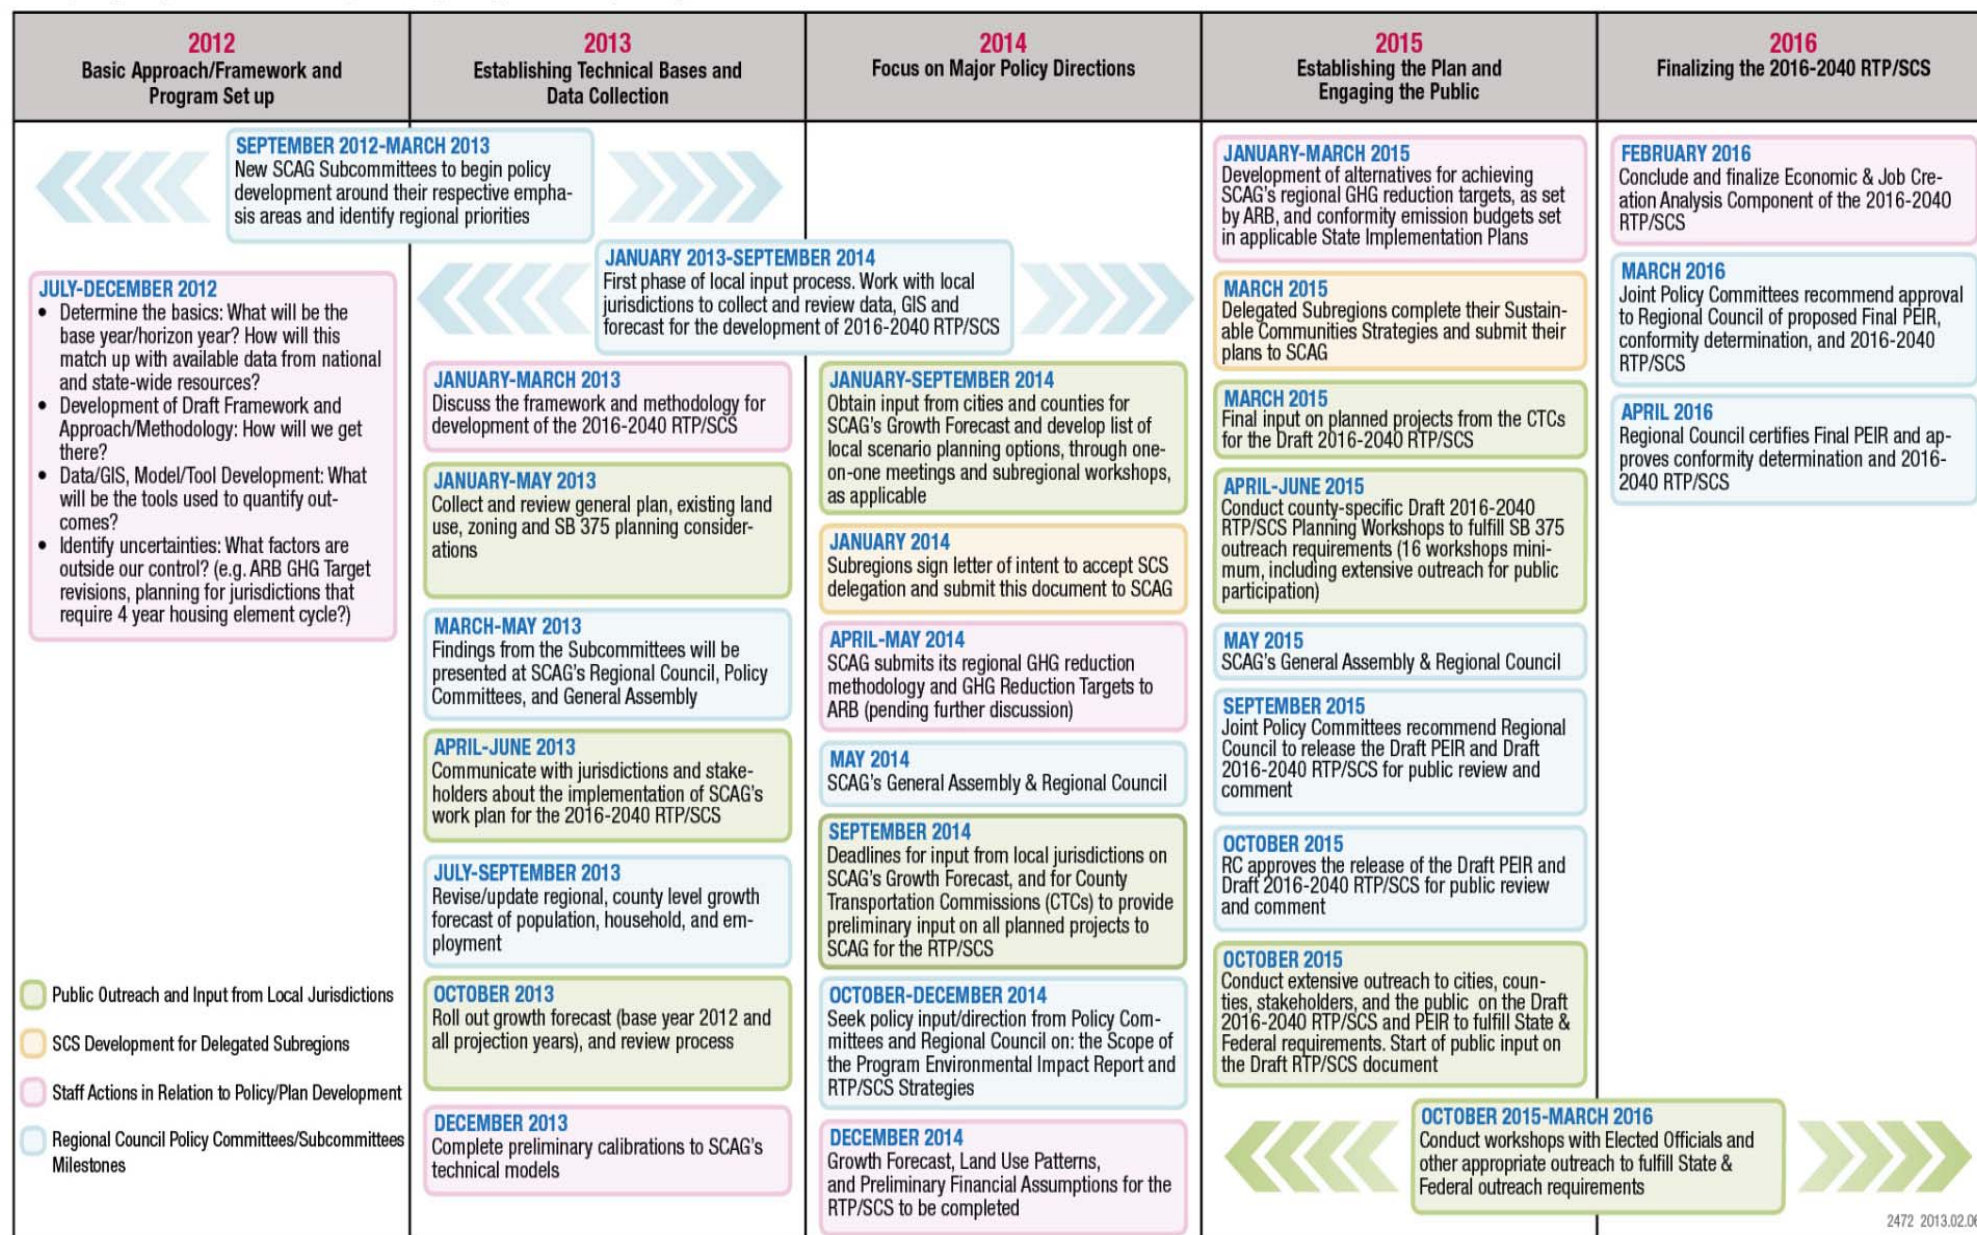 2012
Basic Approach/Framework and
Program Set up
2013
Establishing Technical Bases and
Data Collection
2014
Focus on Major Policy Directions
2015
Establishing the Plan and
Engaging the Public
2016
Finalizing the 2016-2040 RTP/SCS
SEPTEMBER 2012-MARCH 2013
New SCAG Subcommittees to begin policy
development around their respective empha-
sis areas and identify regional priorities
JANUARY 2013-SEPTEMBER 2014
First phase of local input process. Work with local
jurisdictions to collect and review data, GIS and
forecast for the development of 2016-2040 RTP/SCS
JULY-DECEMBER 2012
• Determine the basics: What will be the
base year/horizon year? How will this
match up with available data from national
and state-wide resources?
• Development of Draft Framework and
Approach/Methodology: How will we get
there?
• Data/GIS, Model/Tool Development: What
will be the tools used to quantify out-
comes?
• Identify uncertainties: What factors are
outside our control? (e.g. ARB GHG Target
revisions, planning for jurisdictions that
require 4 year housing element cycle?)
Public Outreach and Input from Local Jurisdictions
SCS Development for Delegated Subregions
Staff Actions in Relation to Policy/Plan Development
Regional Council Policy Committees/Subcommittees
Milestones
JANUARY-MARCH 2013
Discuss the framework and methodology for
development of the 2016-2040 RTP/SCS
JANUARY-MAY 2013
Collect and review general plan, existing land
use, zoning and SB 375 planning consider-
ations
MARCH-MAY 2013
Findings from the Subcommittees will be
presented at SCAG's Regional Council, Policy
Committees, and General Assembly
APRIL-JUNE 2013
Communicate with jurisdictions and stake-
holders about the implementation of SCAG's
work plan for the 2016-2040 RTP/SCS
JULY-SEPTEMBER 2013
Revise/update regional, county level growth
forecast of population, household, and em-
ployment
OCTOBER 2013
Roll out growth forecast (base year 2012 and
all projection years), and review process
DECEMBER 2013
Complete preliminary calibrations to SCAG's
technical models
JANUARY-SEPTEMBER 2014
Obtain input from cities and counties for
SCAG's Growth Forecast and develop list of
local scenario planning options, through one-
on-one meetings and subregional workshops,
as applicable
JANUARY 2014
Subregions sign letter of intent to accept SCS
delegation and submit this document to SCAG
APRIL-MAY 2014
SCAG submits its regional GHG reduction
methodology and GHG Reduction Targets to
ARB (pending further discussion)
MAY 2014
SCAG's General Assembly & Regional Council
SEPTEMBER 2014
Deadlines for input from local jurisdictions on
SCAG's Growth Forecast, and for County
Transportation Commissions (CTCs) to provide
preliminary input on all planned projects to
SCAG for the RTP/SCS
OCTOBER-DECEMBER 2014
Seek policy input/direction from Policy Com-
mittees and Regional Council on: the Scope of
the Program Environmental Impact Report and
RTP/SCS Strategies
DECEMBER 2014
Growth Forecast, Land Use Patterns,
and Preliminary Financial Assumptions for the
RTP/SCS to be completed
JANUARY-MARCH 2015
Development of alternatives for achieving
SCAG's regional GHG reduction targets, as set
by ARB, and conformity emission budgets set
in applicable State Implementation Plans
MARCH 2015
Delegated Subregions complete their Sustain-
able Communities Strategies and submit their
plans to SCAG
MARCH 2015
Final input on planned projects from the CTCs
for the Draft 2016-2040 RTP/SCS
APRIL-JUNE 2015
Conduct county-specific Draft 2016-2040
RTP/SCS Planning Workshops to fulfill SB 375
outreach requirements (16 workshops mini-
mum, including extensive outreach for public
participation)
MAY 2015
SCAG's General Assembly & Regional Council
SEPTEMBER 2015
Joint Policy Committees recommend Regional
Council to release the Draft PEIR and Draft
2016-2040 RTP/SCS for public review and
comment
OCTOBER 2015
RC approves the release of the Draft PEIR and
Draft 2016-2040 RTP/SCS for public review
and comment
OCTOBER 2015
Conduct extensive outreach to cities, coun-
ties, stakeholders, and the public on the Draft
2016-2040 RTP/SCS and PEIR to fulfill State &
Federal requirements. Start of public input on
the Draft RTP/SCS document
OCTOBER 2015-MARCH 2016
Conduct workshops with Elected Officials and
other appropriate outreach to fulfill State &
Federal outreach requirements
FEBRUARY 2016
Conclude and finalize Economic & Job Cre-
ation Analysis Component of the 2016-2040
RTP/SCS
MARCH 2016
Joint Policy Committees recommend approval
to Regional Council of proposed Final PEIR,
conformity determination, and 2016-2040
RTP/SCS
APRIL 2016
Regional Council certifies Final PEIR and ap-
proves conformity determination and 2016-
2040 RTP/SCS
2472 2013.02.06